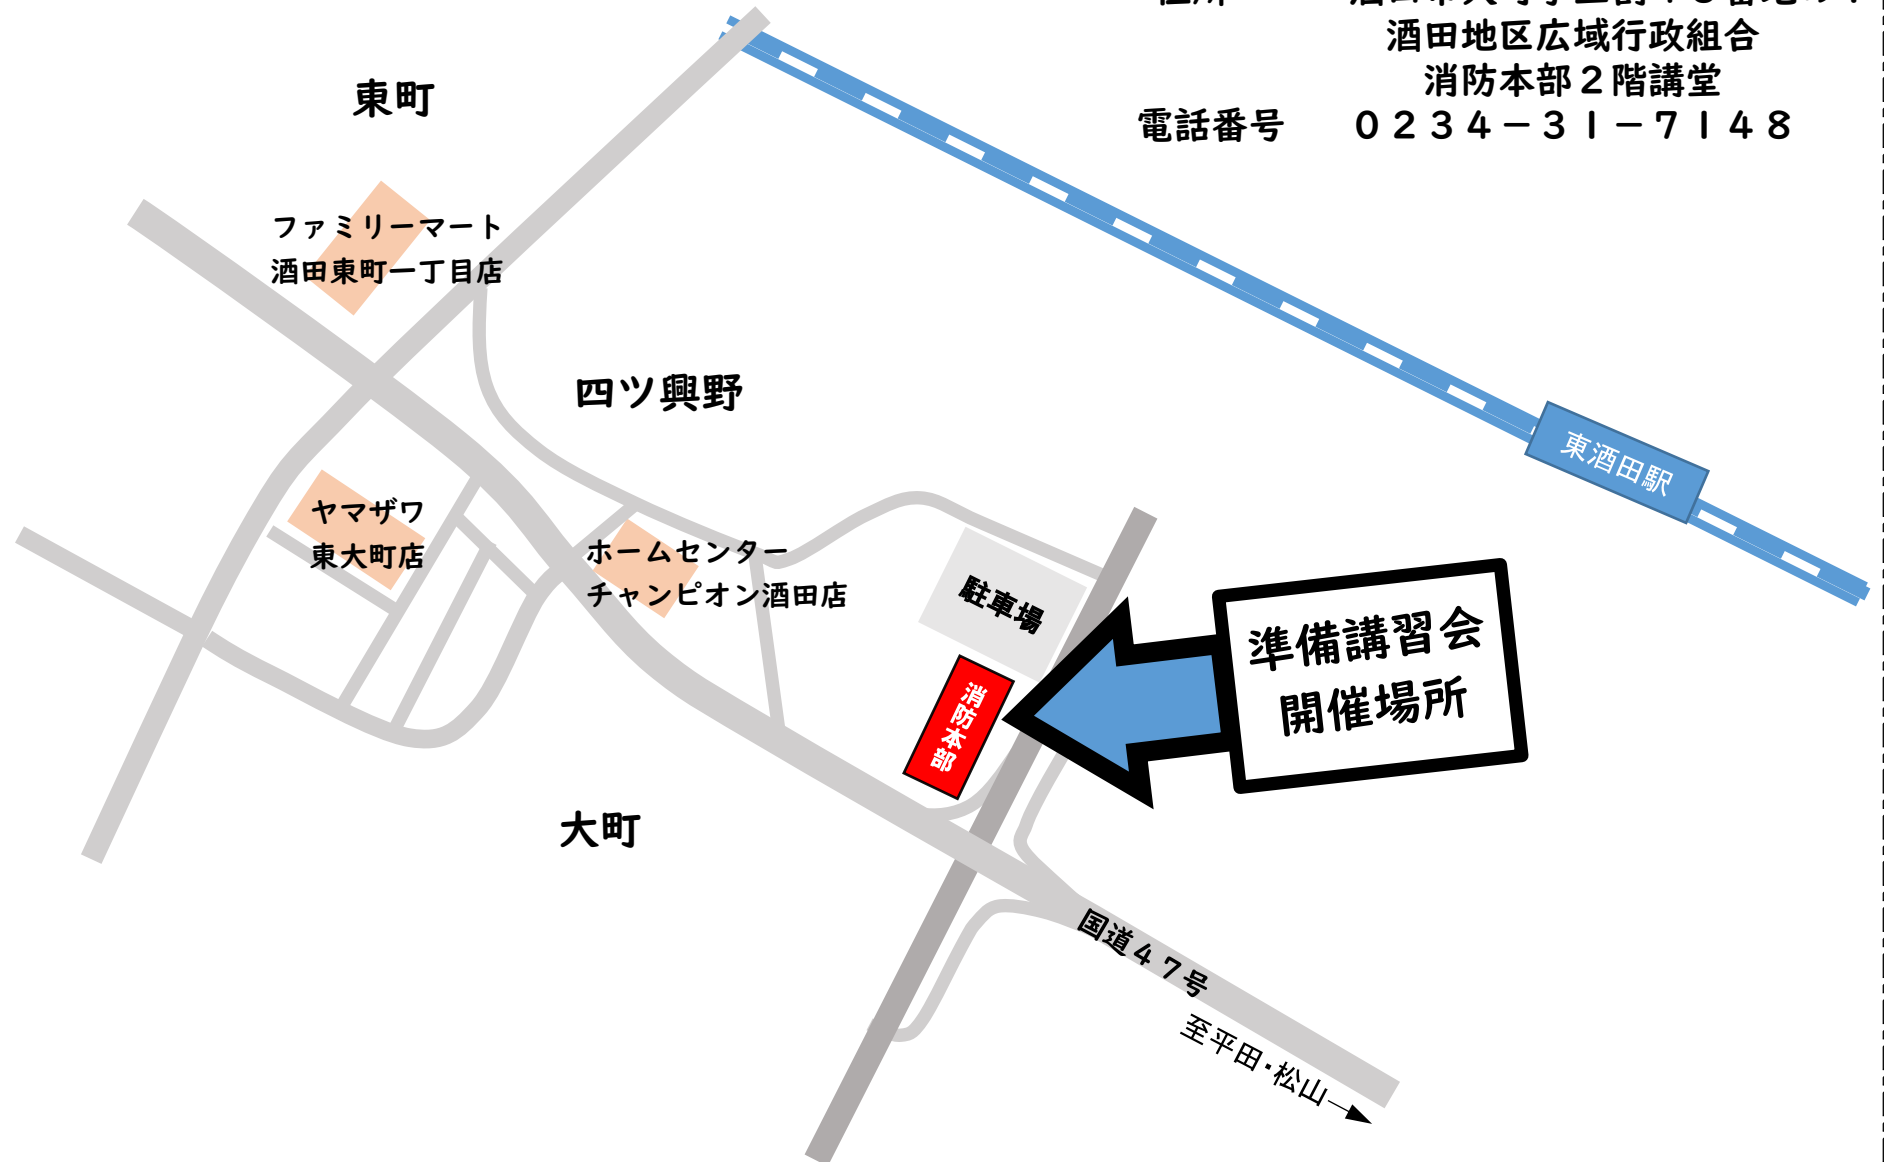 酒田地区広域行政組合
消防本部２階講堂
電話番号　０２３４－３１－７１４８
東町
ファミリーマート
酒田東町一丁目店
四ツ興野
東酒田駅
ヤマザワ
東大町店
ホームセンター
チャンピオン酒田店
駐車場
準備講習会
開催場所
消防本部
大町
国道４７号
至平田・松山